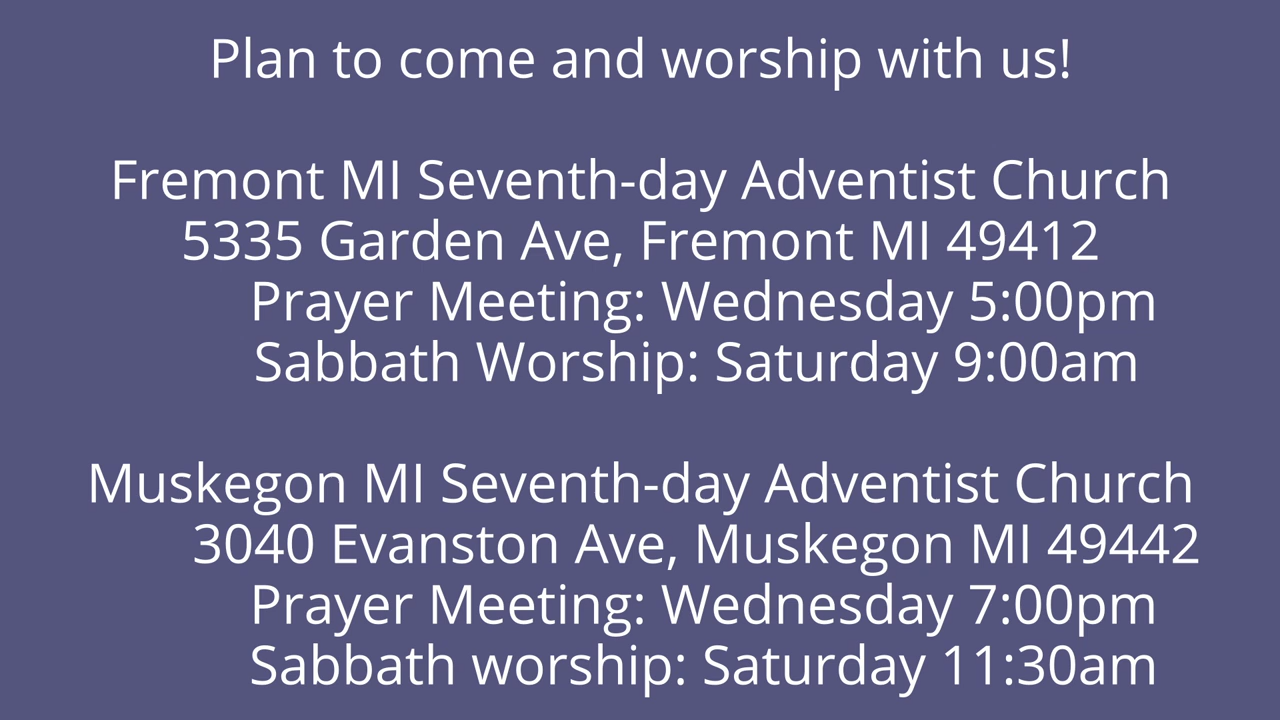 Plan to come and worship with us!
Fremont MI Seventh-day Adventist Church
5335 Garden Ave, Fremont MI 49412
Prayer Meeting: Wednesday 5:00pm
Sabbath Worship: Saturday 9:00am
Muskegon MI Seventh-day Adventist Church
3040 Evanston Ave, Muskegon MI 49442
Prayer Meeting: Wednesday 7:00pm
Sabbath worship: Saturday 11:30am